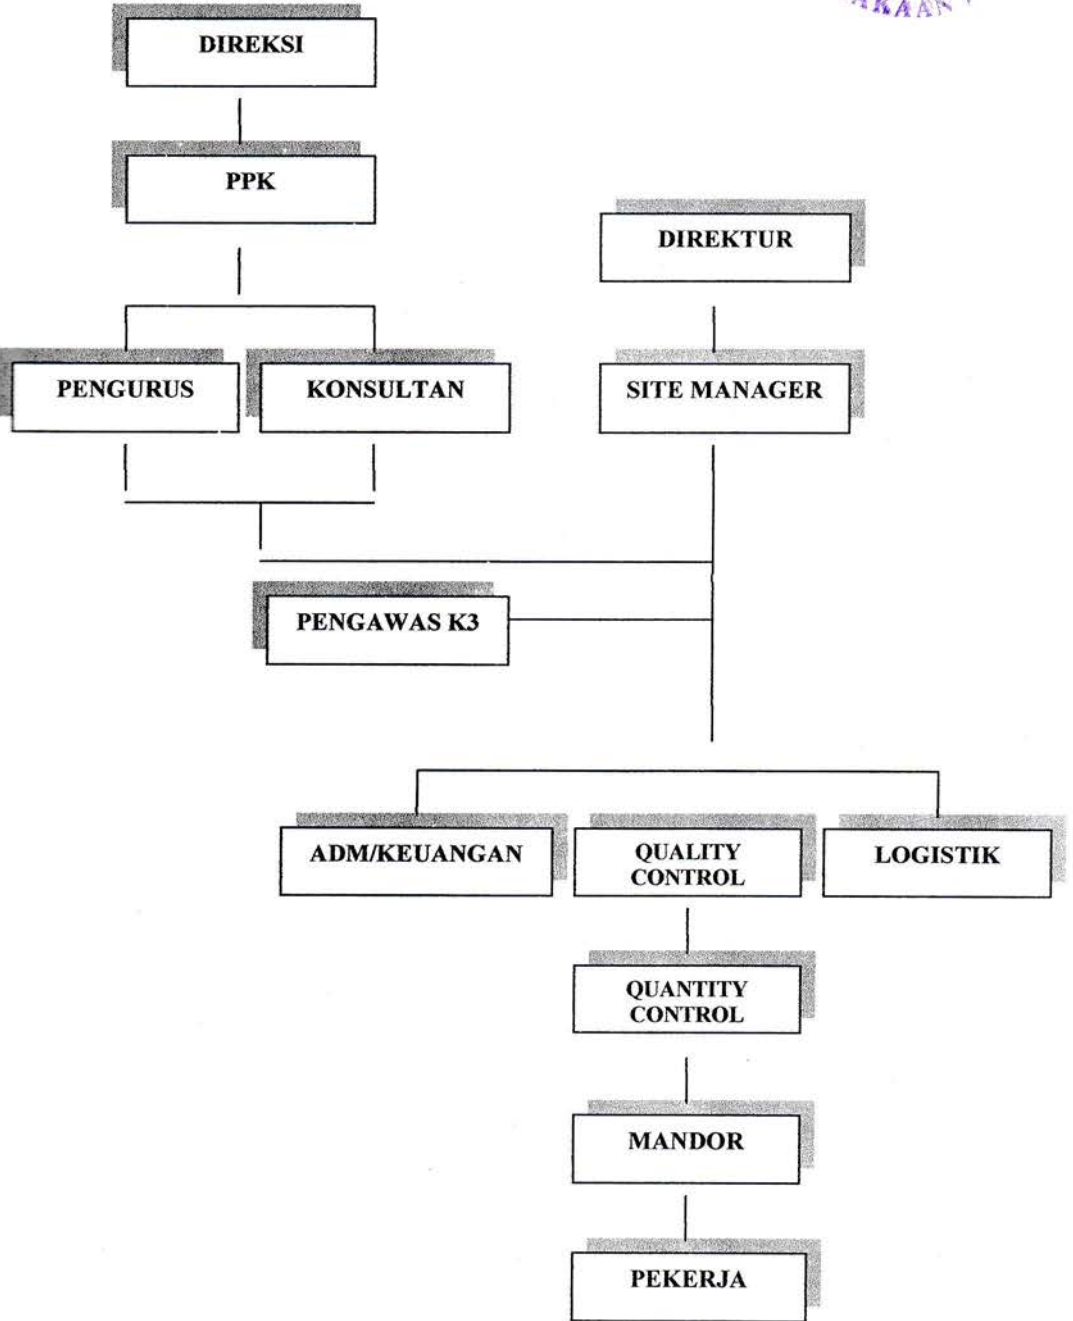 DIREKSI
PPK
DIREKTUR
PENGURUS
KONSULTAN
SITE MANAGER
PENGAWAS K3
ADM/KEUANGAN
QUALITY
CONTROL
LOGISTIK
QUANTITY
CONTROL
MANDOR
PEKERJA